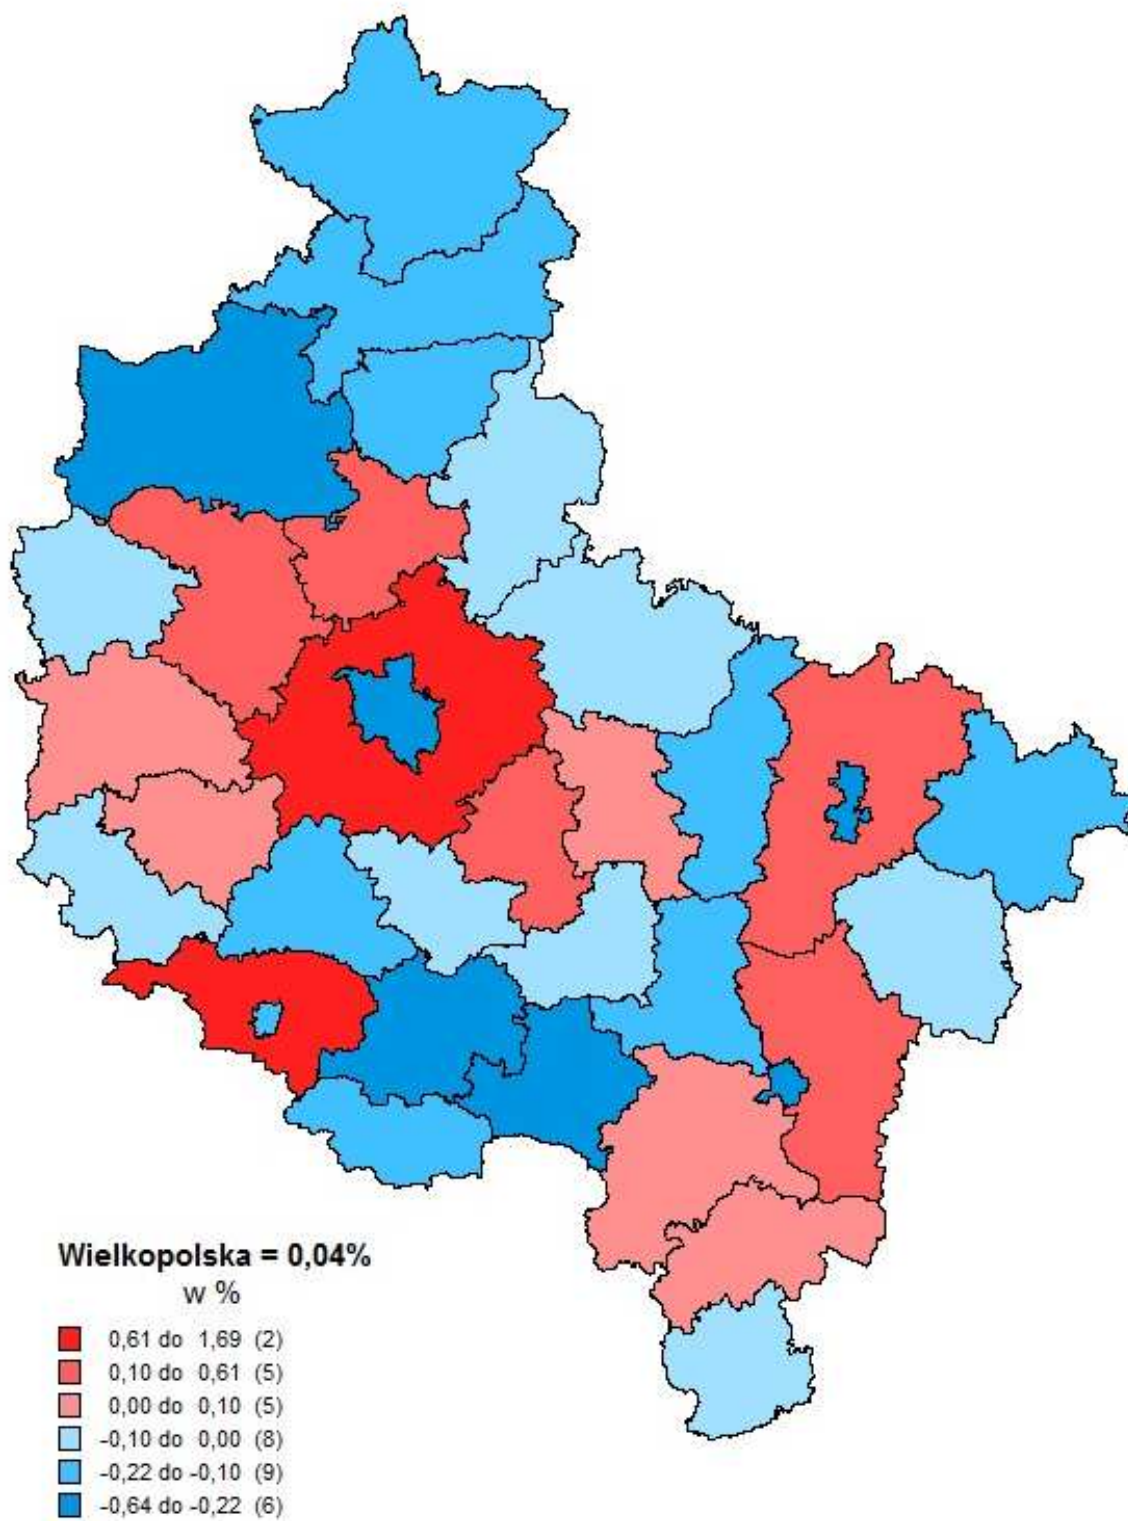 Wielkopolska = 0,04%
w %
0,61 do 1,69 (2)
0,10 do 0,61 (5)
0,00 do 0,10 (5)
-0,10 do 0,00 (8)
-0,22 do -0,10 (9)
-0,64 do -0,22 (6)